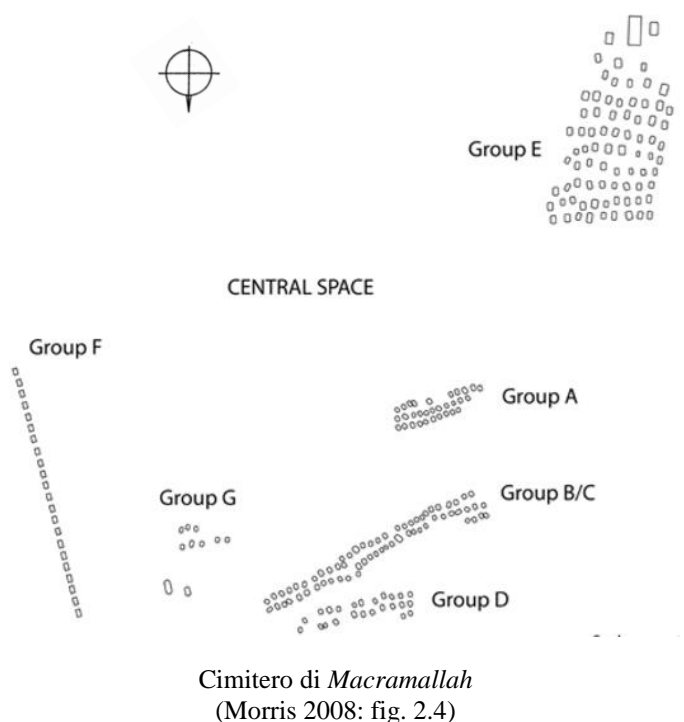 Group E
CENTRAL SPACE
Group F
Group A
Group G
Group B/C
Group D
Cimitero di Macramallah
(Morris 2008: fig. 2.4)